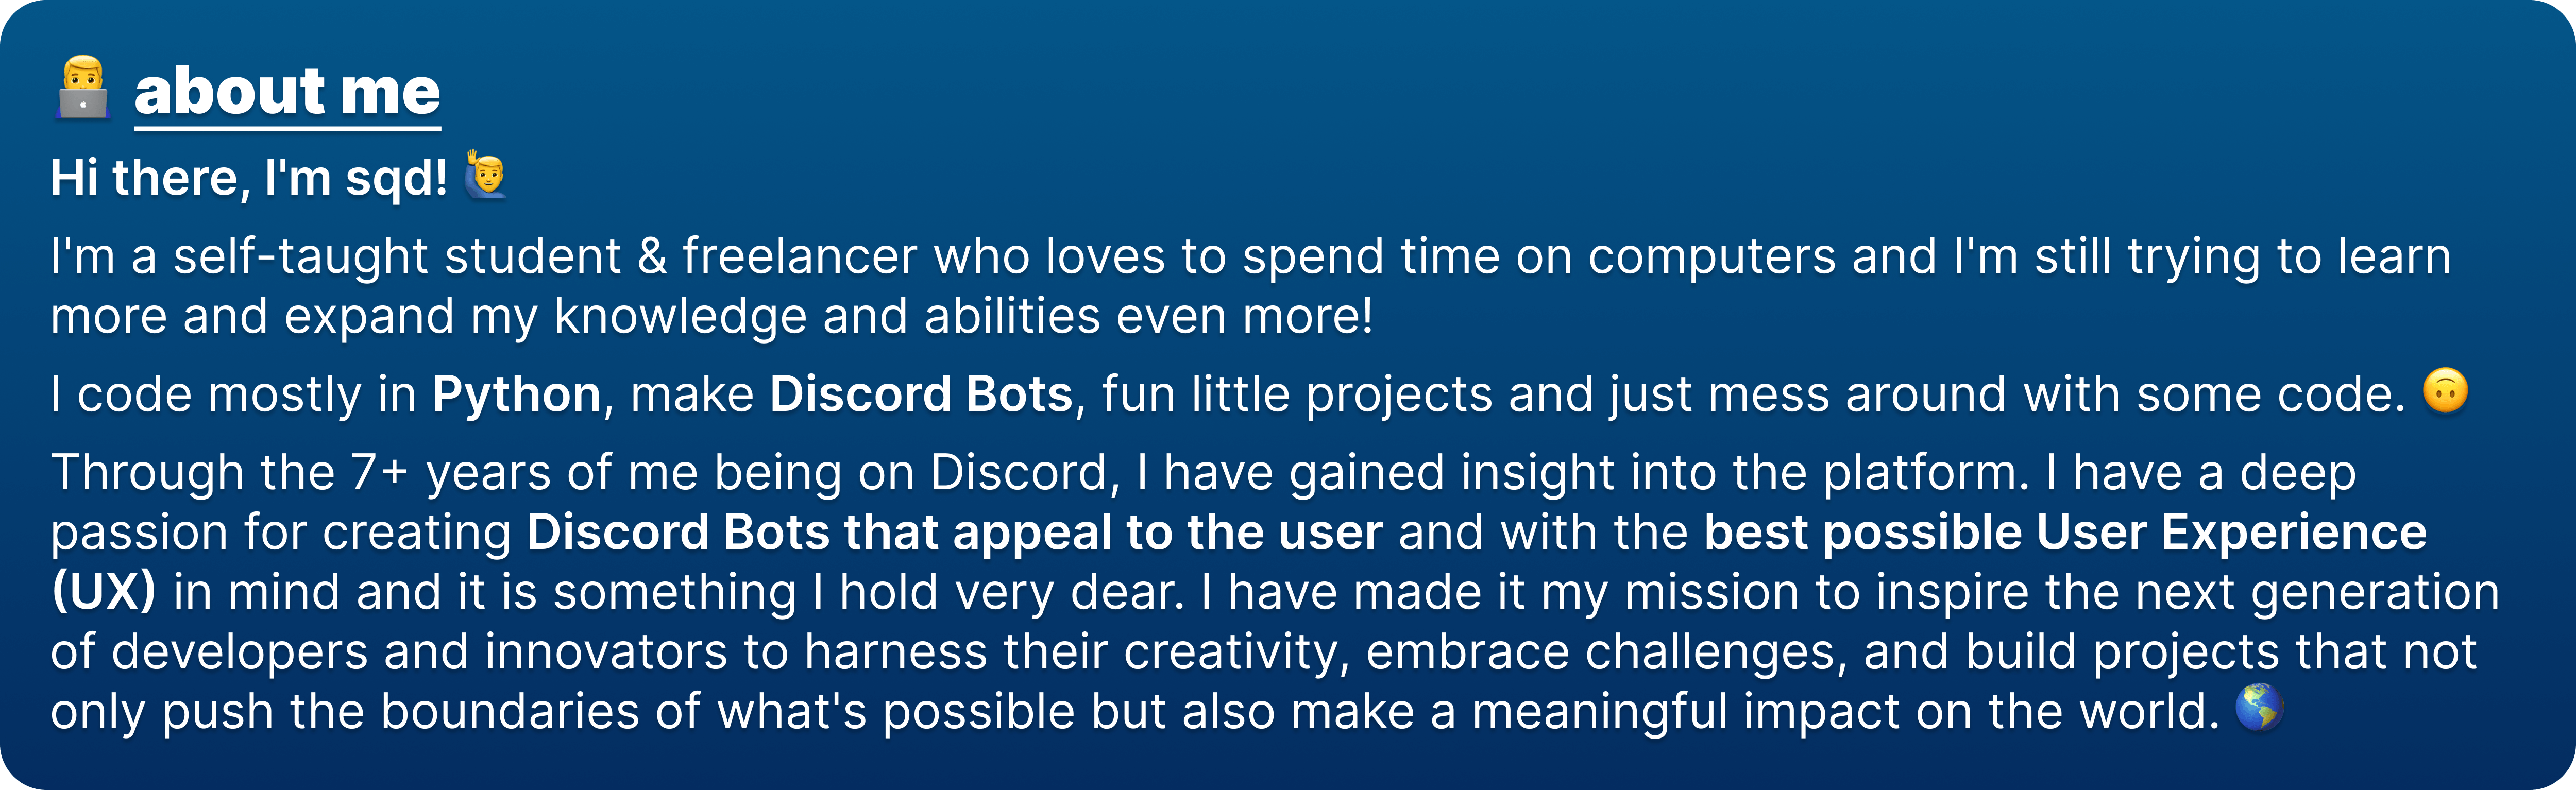 👨‍💻 about me
Hi there, I'm sqd! 🙋‍♂️
I'm a self-taught student & freelancer who loves to spend time on computers and I'm still trying to learn
more and expand my knowledge and abilities even more!
I code mostly in Python, make Discord Bots, fun little projects and just mess around with some code. 🙃
Through the 7+ years of me being on Discord, I have gained insight into the platform. I have a deep
passion for creating Discord Bots that appeal to the user and with the best possible User Experience
(UX) in mind and it is something I hold very dear. I have made it my mission to inspire the next generation
of developers and innovators to harness their creativity, embrace challenges, and build projects that not
only push the boundaries of what's possible but also make a meaningful impact on the world. 🌎